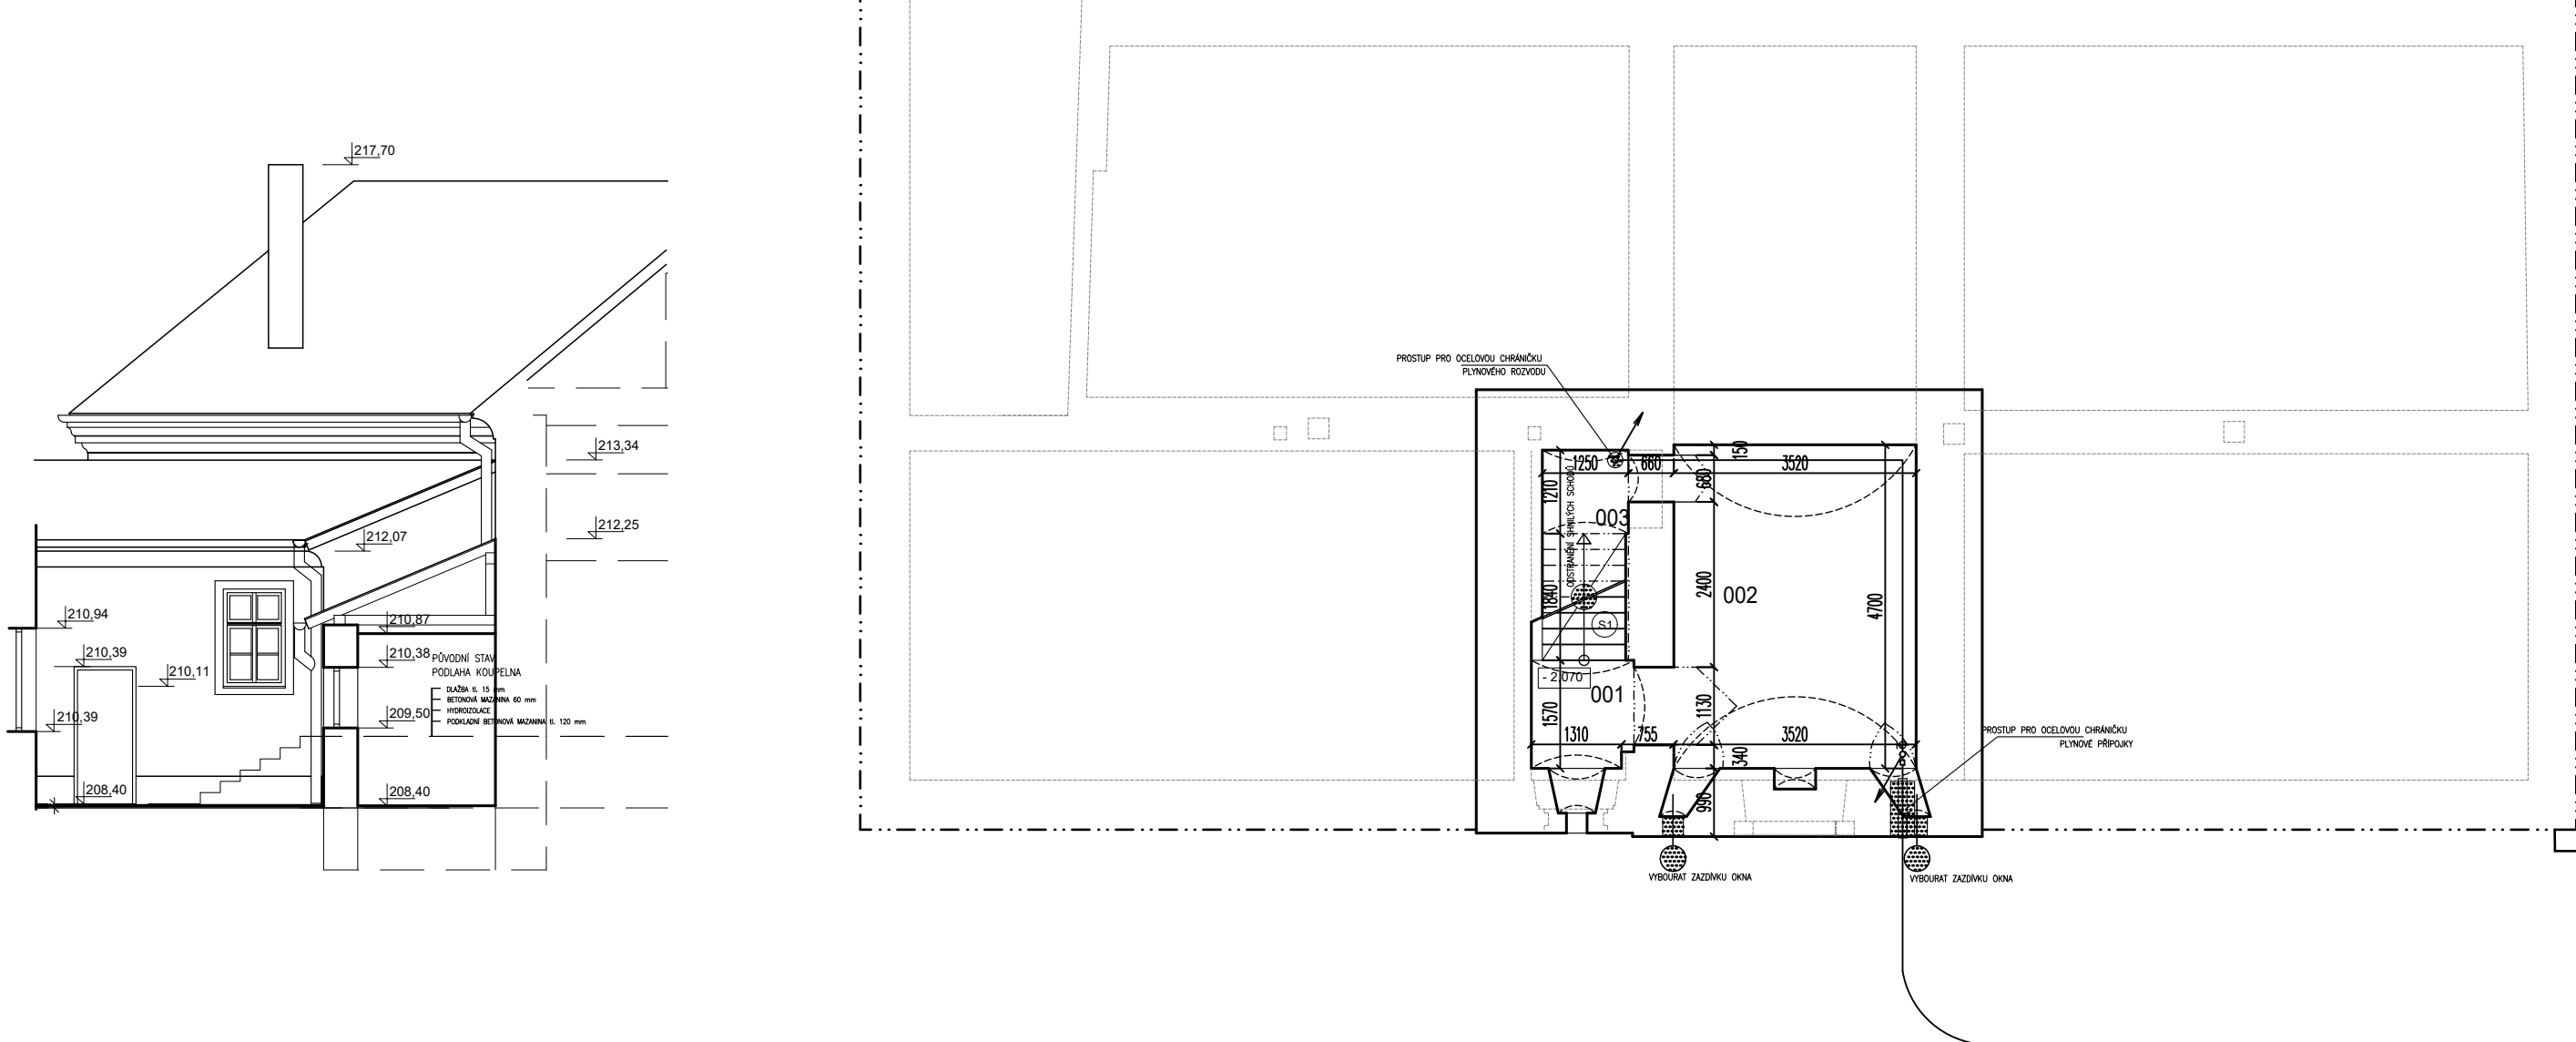 217,70
213,34
212,25
212,07
210,94
210,87
210,39
210,38
210,11
PŮVODNÍ STAV
PODLAHA KOUPELNA
DLAŽBA tl. 15 mm
BETONOVÁ MAZANINA 60 mm
HYDROIZOLACE
PODKLADNÍ BETONOVÁ MAZANINA tl. 120 mm
210,39
209,50
208,40
208,40
PROSTUP PRO OCELOVOU CHRÁNIČKU
PLYNOVÉHO ROZVODU
1250
660
150
3520
680
1210
003
ODSTRANĚNÍ SHNILÝCH SCHODŮ
1840
2400
002
4700
S1
- 2,070
001
1570
1130
1310
755
3520
340
990
PROSTUP PRO OCELOVOU CHRÁNIČKU
PLYNOVÉ PŘÍPOJKY
VYBOURAT ZAZDÍVKU OKNA
VYBOURAT ZAZDÍVKU OKNA